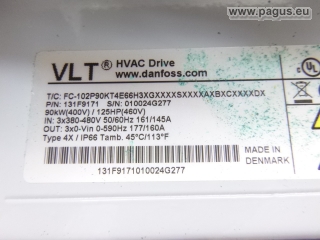 www.pagus.eu
VLT® HVAC Drive
www.danfoss.com
T/C: FC-102P90KT4E66H3XGXXXXSXXXXAXBXCXXXXDX
P/N: 131F9171 S/N: 010024G277
90kW(400V) / 125HP(460V)
IN: 3x380-480V 50/60Hz 161/145A
OUT: 3x0-Vin 0-590Hz 177/160A
Type 4X / IP66 Tamb. 45°C/113°F
MADE IN
DENMARK
131F9171010024G277